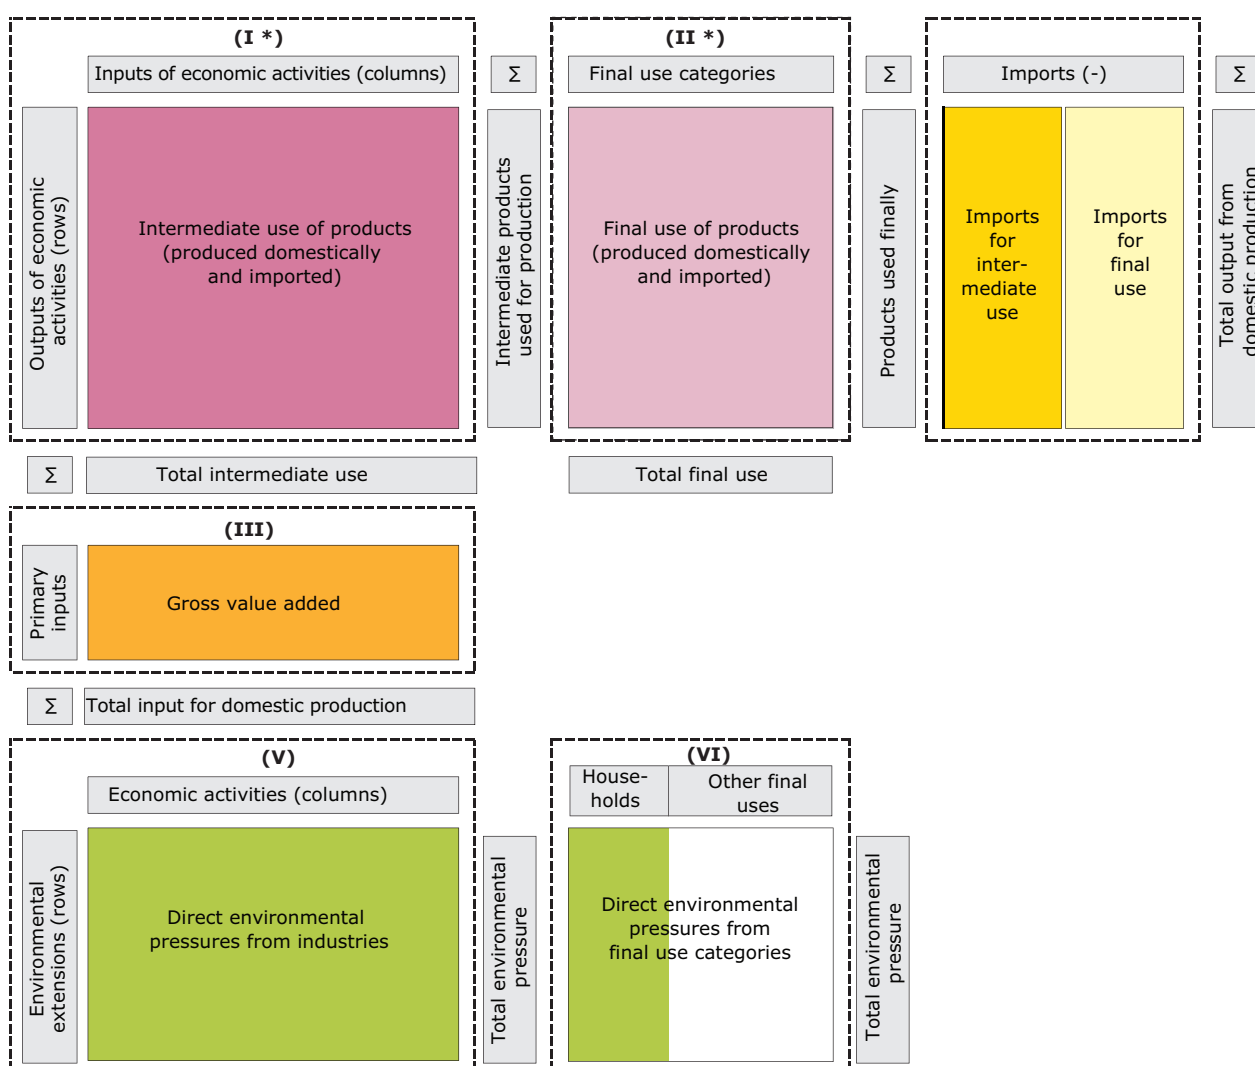 (I *)
Inputs of economic activities (columns)
Σ
(II *)
Final use categories
Σ
Imports (-)
Σ
Outputs of economic
activities (rows)
Intermediate use of products
(produced domestically
and imported)
Intermediate products
used for production
Final use of products
(produced domestically
and imported)
Products used finally
Imports
for
inter-
mediate
use
Imports
for
final
use
Total output from
domestic production
Σ
Total intermediate use
Total final use
(III)
Primary
inputs
Gross value added
Σ
Total input for domestic production
(V)
Economic activities (columns)
Environmental
extensions (rows)
Direct environmental
pressures from industries
Total environmental
pressure
(VI)
House-
holds
Other final
uses
Direct environmental
pressures from
final use categories
Total environmental
pressure